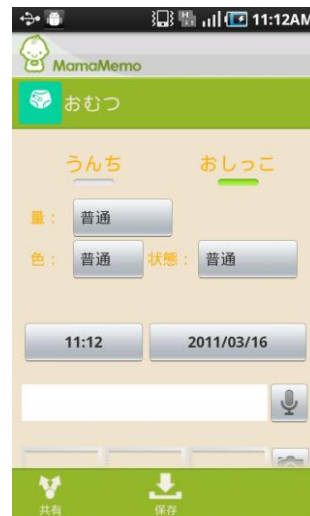 11:12AM
MamaMemo
おむつ
うんち おしっこ
量： 普通
色： 普通 状態： 普通
11:12 2011/03/16
共有 保存